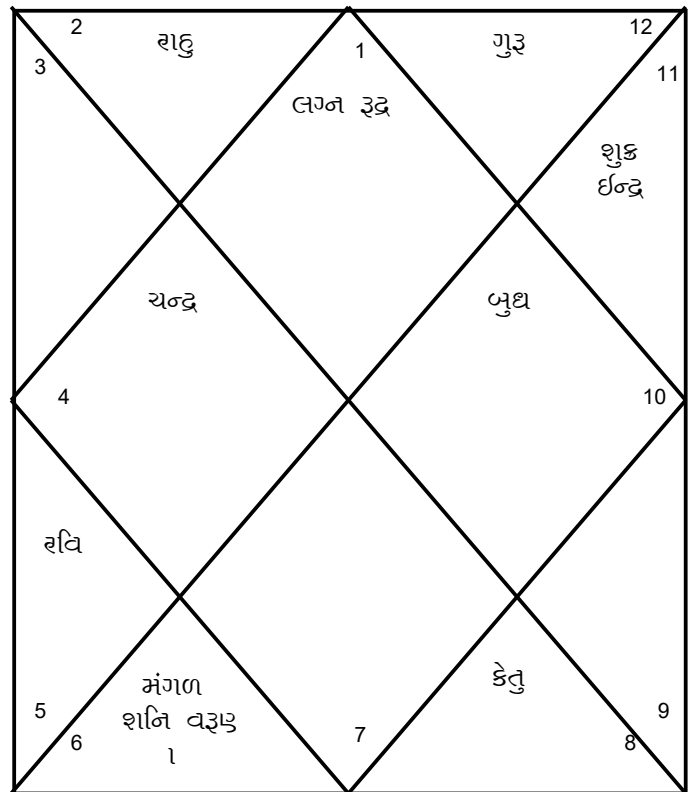 2
રાહુ
1
ગુરૂ
12
3
11
લગ્ન રૂદ્ર
શુક્ર
ઈન્દ્ર
ચન્દ્ર
બુધ
4
10
રવિ
મંગળ
શનિ વરૂણ
ા
કેતુ
5
6
7
8
9